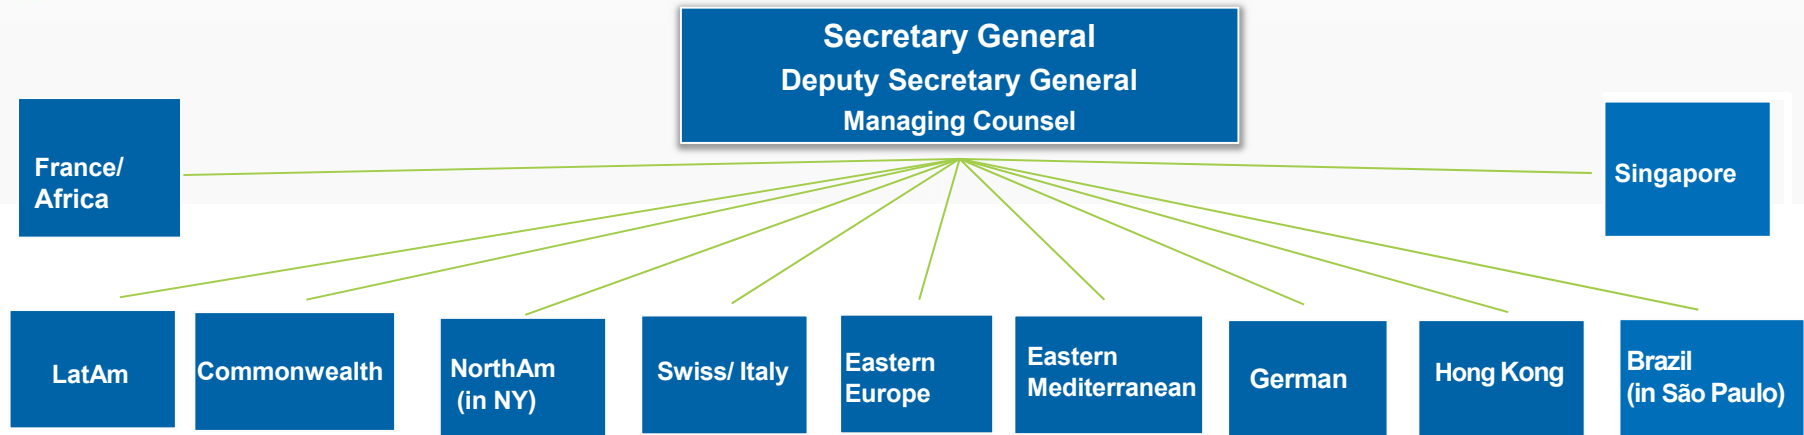 Secretary General
Deputy Secretary General
Managing Counsel
France/
Africa
Singapore
LatAm
Commonwealth
NorthAm
(in NY)
Swiss/ Italy
Eastern
Europe
Eastern
Mediterranean
German
Hong Kong
Brazil
(in São Paulo)